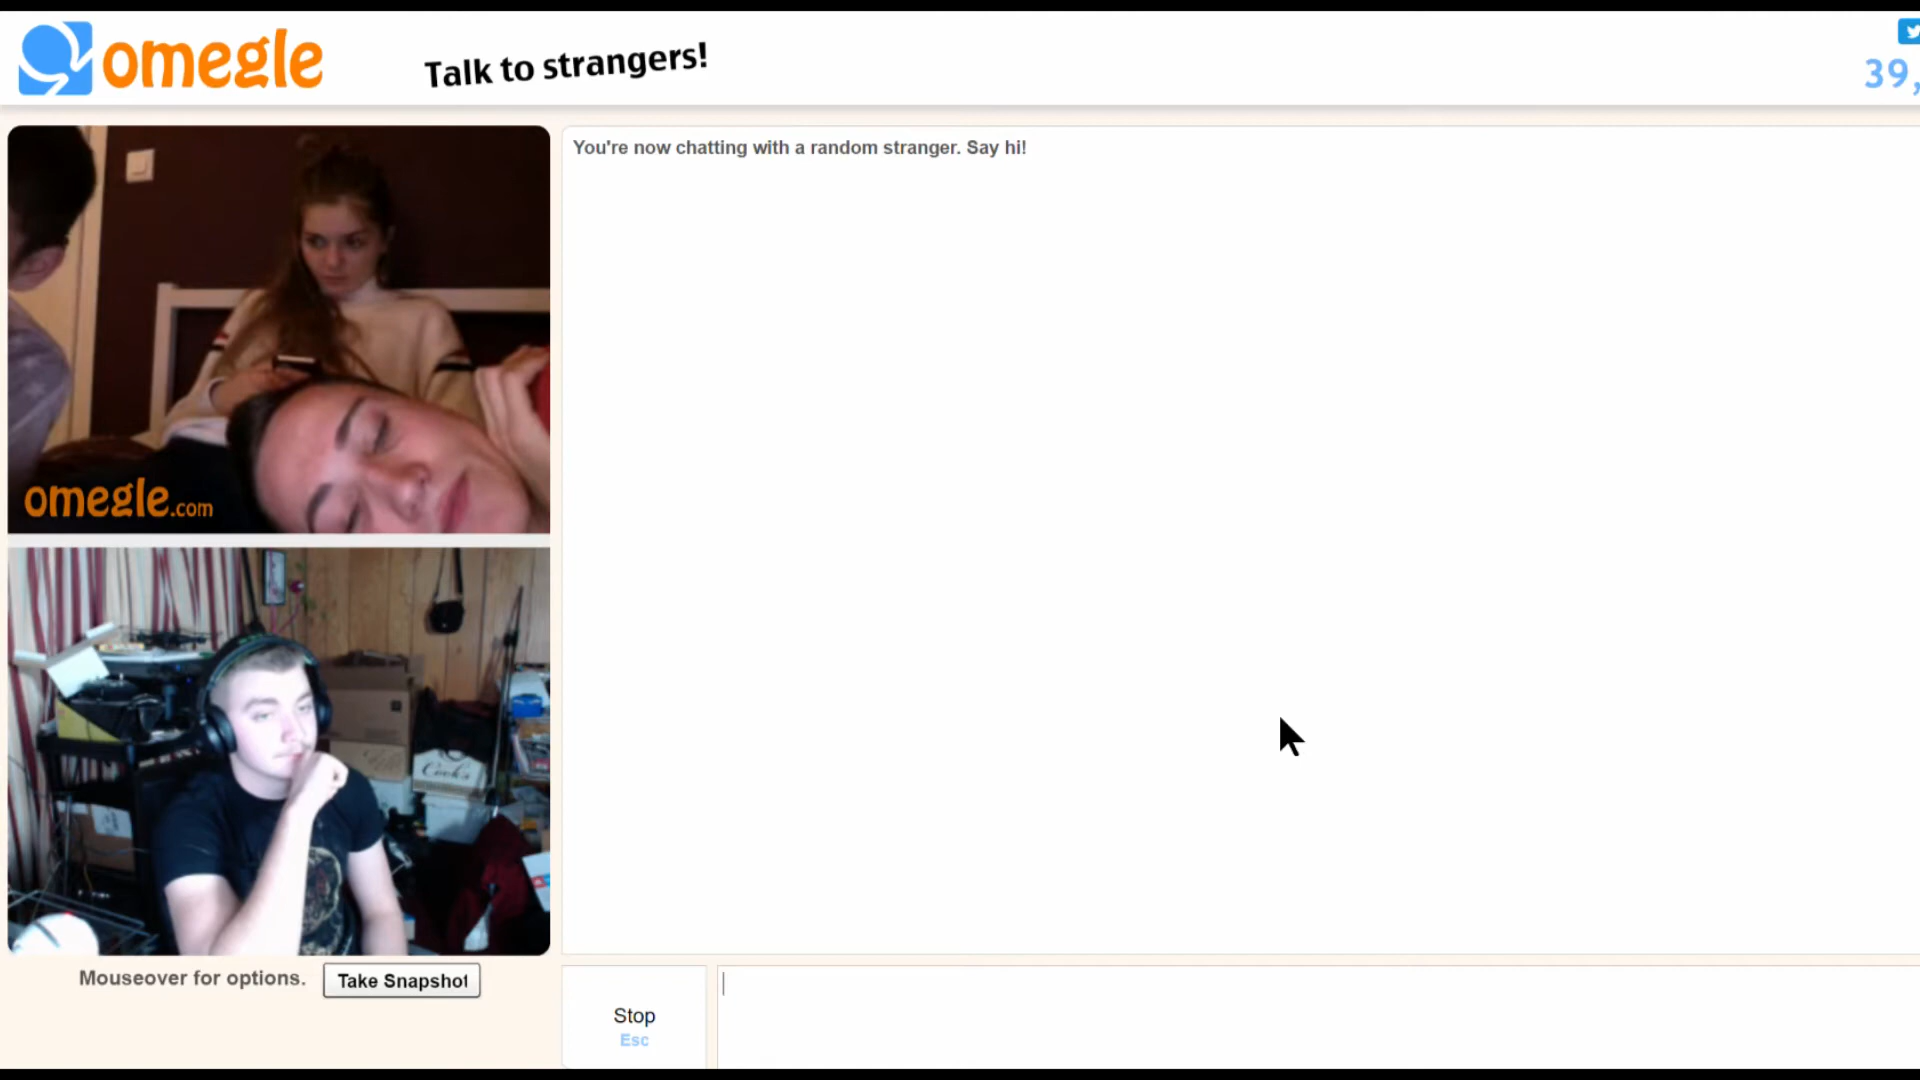 omegle
Talk to strangers!
39,
You're now chatting with a random stranger. Say hi!
omegle.com
Cook's
Mouseover for options.
Take Snapshot
Stop
Esc